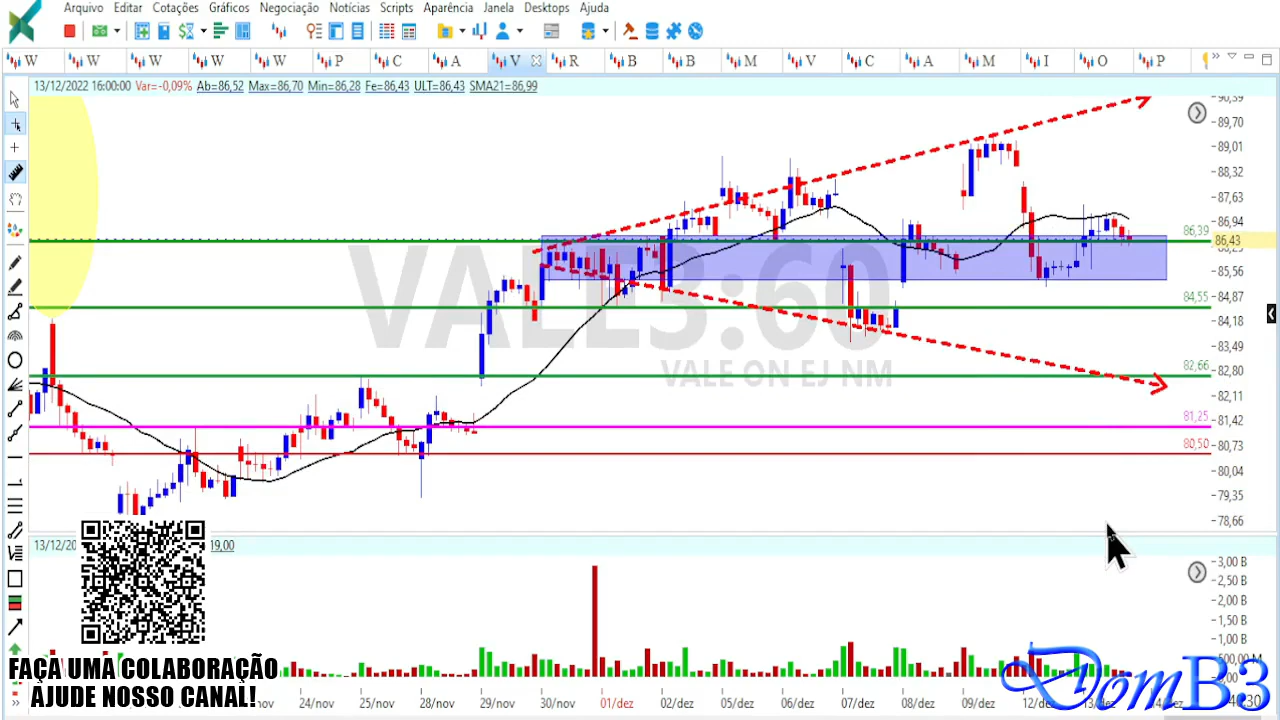 Arquivo Editar Cotações Gráficos Negociação Notícias Scripts Aparência Janela Desktops Ajuda
W W W W W P C A V R B B M V C A M I O P
13/12/2022 16:00:00 Var=-0,09% Ab=86,52 Max=86,70 Min=86,28 Fe=86,43 ULT=86,43 SMA21=86,99
90,39
89,70
89,01
88,32
87,63
86,94
86,39
86,43
85,56
84,55
84,87
84,18
83,49
82,66
82,80
82,11
81,25
81,42
80,50
80,73
80,04
79,35
78,66
VALE3:60
VALE ON EJ NM
19,00
3,00 B
2,50 B
2,00 B
1,50 B
1,00 B
500,00 M
FAÇA UMA COLABORAÇÃO
AJUDE NOSSO CANAL!
24/nov 25/nov 28/nov 29/nov 30/nov 01/dez 02/dez 05/dez 06/dez 07/dez 08/dez 09/dez 12/dez 13/dez
DomB3